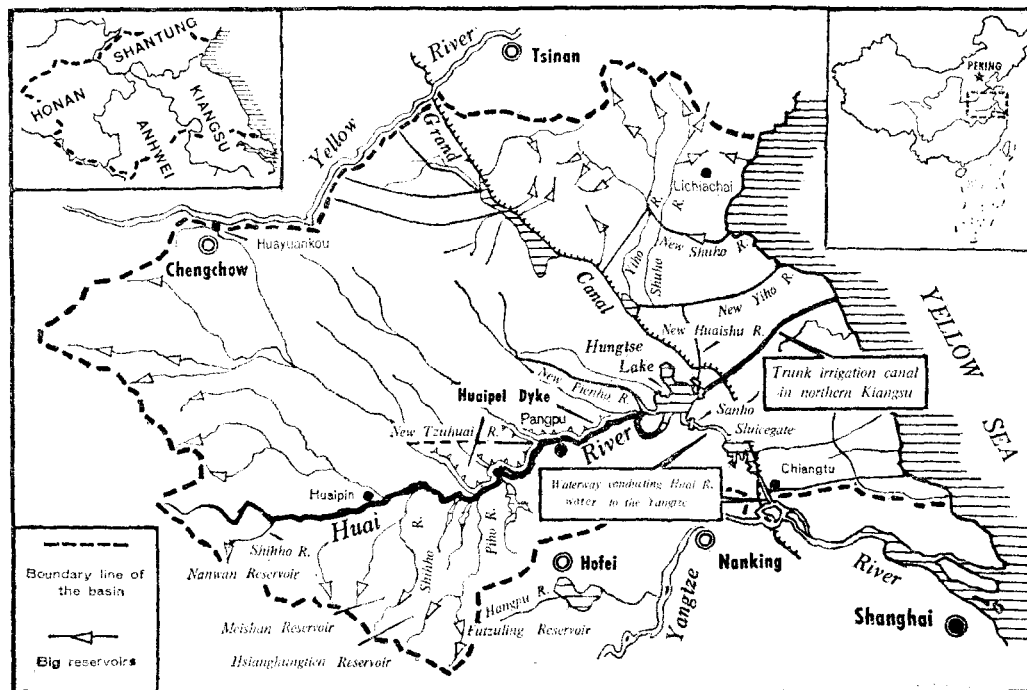 SHANTUNG
HONAN
ANHWEI
KIANGSU
PEKING
River
Tsinan
Yellow
Grand
Lichiachai
Huayuankou
Chengchow
R.
R.
New Shuho R.
Yiho
Shuho
Canal
New Yiho R.
New Huaishu R.
Hungtse
Lake
YELLOW
SEA
Trunk irrigation canal
in northern Kiangsu
New Pienho R.
Huaipei Dyke
Pangpu
Sanho
Sluicegate
New Tzuhuai R.
River
Chiangtu
Waterway conducting Huai R.
water to the Yangtze
Huaipin
Huai
R.
Shihho
Piho R.
Shihho R.
Nanwan Reservoir
Hofei
Nanking
River
Hangpu R.
Yangtze
Shanghai
Meishan Reservoir
Futzuling Reservoir
Hsianghungtien Reservoir
Boundary line of
the basin
Big reservoirs